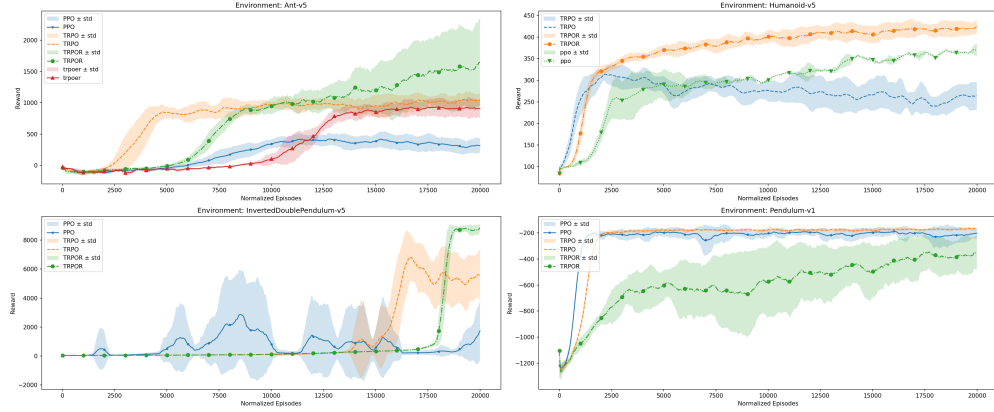 Environment: Ant-v5
PPO ± std
PPO
TRPO ± std
TRPO
TRPOR ± std
TRPOR
trpoer ± std
trpoer
Reward
2000
1500
1000
500
0
0 2500 5000 7500 10000 12500 15000 17500 20000
Normalized Episodes
Environment: Humanoid-v5
TRPO ± std
TRPO
TRPOR ± std
TRPOR
ppo ± std
ppo
Reward
450
400
350
300
250
200
150
100
0 2500 5000 7500 10000 12500 15000 17500 20000
Normalized Episodes
Environment: InvertedDoublePendulum-v5
PPO ± std
PPO
TRPO ± std
TRPO
TRPOR ± std
TRPOR
Reward
8000
6000
4000
2000
0
−2000
0 2500 5000 7500 10000 12500 15000 17500 20000
Normalized Episodes
Environment: Pendulum-v1
PPO ± std
PPO
TRPO ± std
TRPO
TRPOR ± std
TRPOR
Reward
−200
−400
−600
−800
−1000
−1200
0 2500 5000 7500 10000 12500 15000 17500 20000
Normalized Episodes